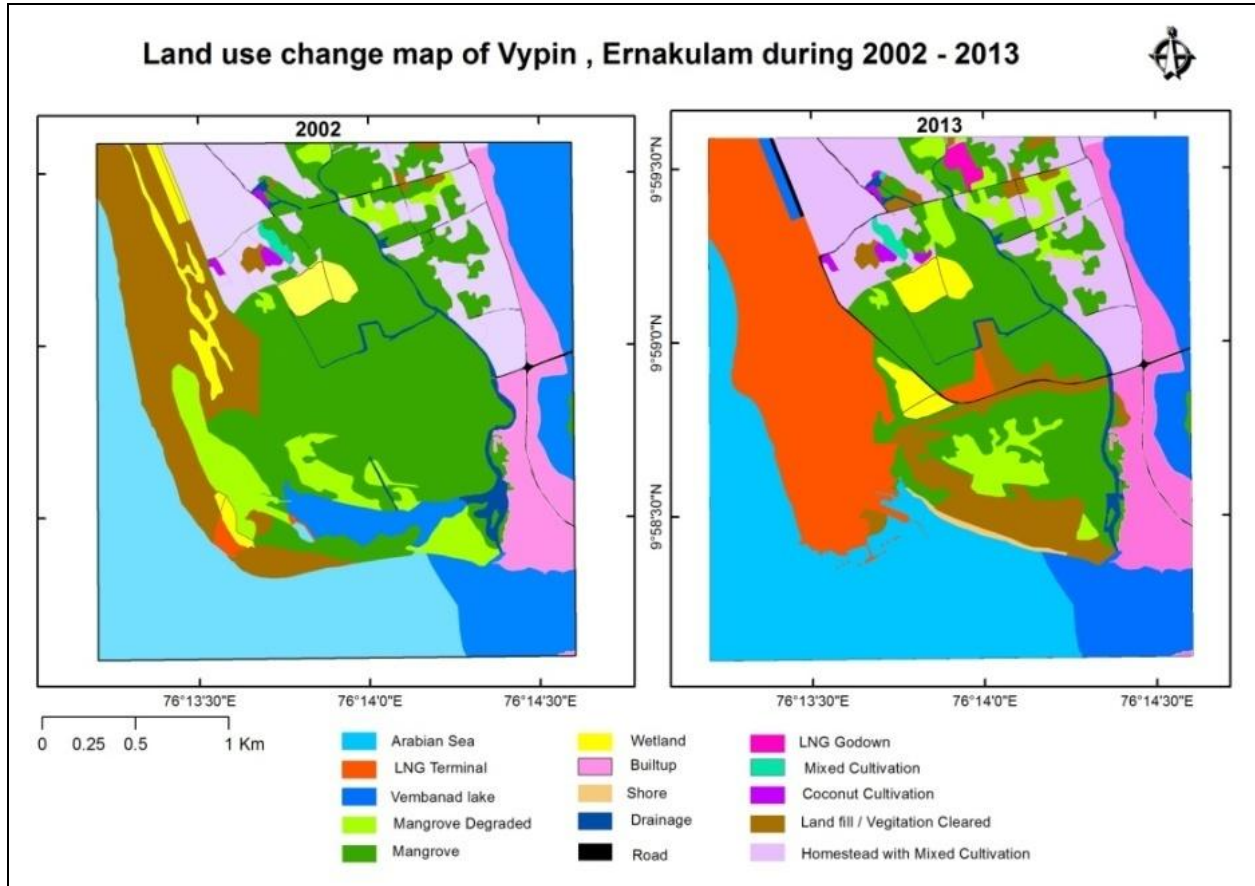 Land use change map of Vypin , Ernakulam during 2002 - 2013
2002
2013
9°59'30"N
9°59'0"N
9°58'30"N
76°13'30"E
76°14'0"E
76°14'30"E
76°13'30"E
76°14'0"E
76°14'30"E
0 0.25 0.5 1 Km
Arabian Sea
LNG Terminal
Vembanad lake
Mangrove Degraded
Mangrove
Wetland
Builtup
Shore
Drainage
Road
LNG Godown
Mixed Cultivation
Coconut Cultivation
Land fill / Vegitation Cleared
Homestead with Mixed Cultivation